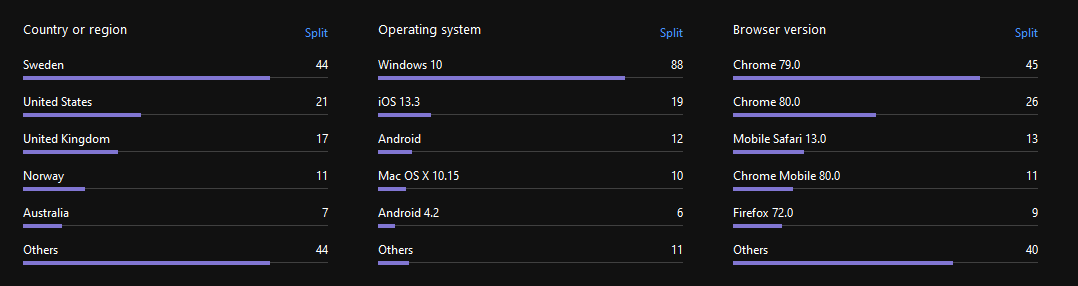 Country or region
Split
Sweden 44
United States 21
United Kingdom 17
Norway 11
Australia 7
Others 44
Operating system
Split
Windows 10 88
iOS 13.3 19
Android 12
Mac OS X 10.15 10
Android 4.2 6
Others 11
Browser version
Split
Chrome 79.0 45
Chrome 80.0 26
Mobile Safari 13.0 13
Chrome Mobile 80.0 11
Firefox 72.0 9
Others 40